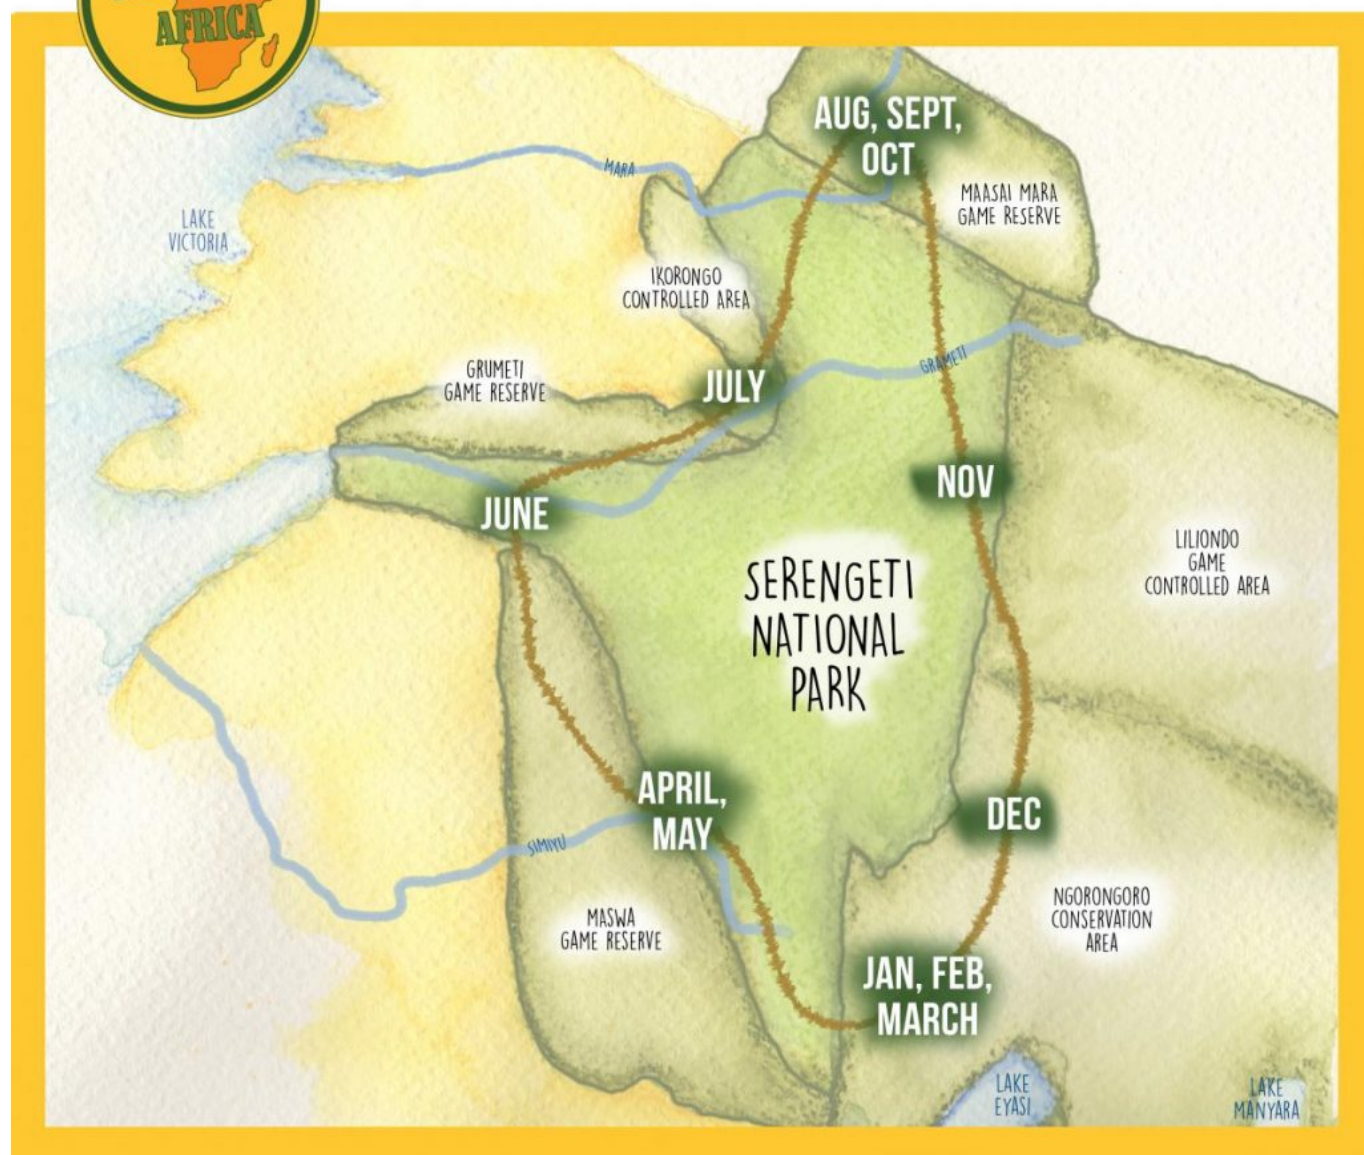 AFRICA
AUG, SEPT,
OCT
MARA
MAASAI MARA
GAME RESERVE
LAKE
VICTORIA
IKORONGO
CONTROLLED AREA
GRAMETI
GRUMETI
GAME RESERVE
JULY
NOV
JUNE
LILIONDO
GAME
CONTROLLED AREA
SERENGETI
NATIONAL
PARK
APRIL,
MAY
DEC
SIMIYU
MASWA
GAME RESERVE
NGORONGORO
CONSERVATION
AREA
JAN, FEB,
MARCH
LAKE
EYASI
LAKE
MANYARA